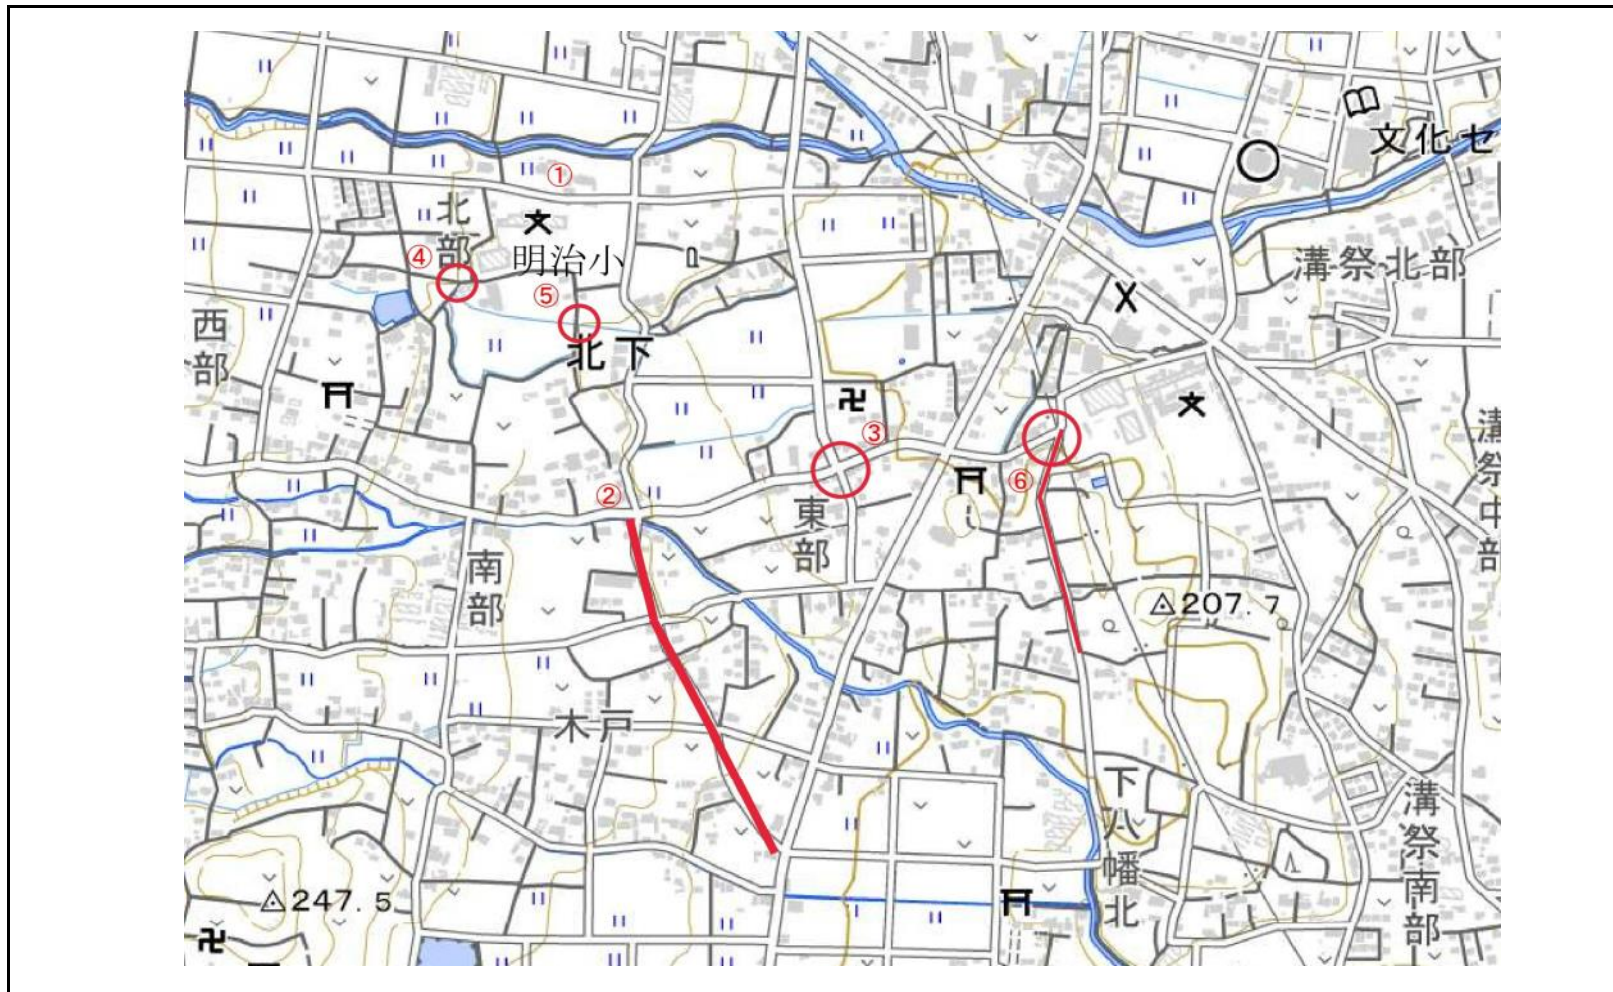 文化セ
①
北部
明治小
④
⑤
溝祭北部
西部
北下
③
②
⑥
東部
溝祭中部
南部
207.7
木戸
下八幡北
溝祭南部
247.5